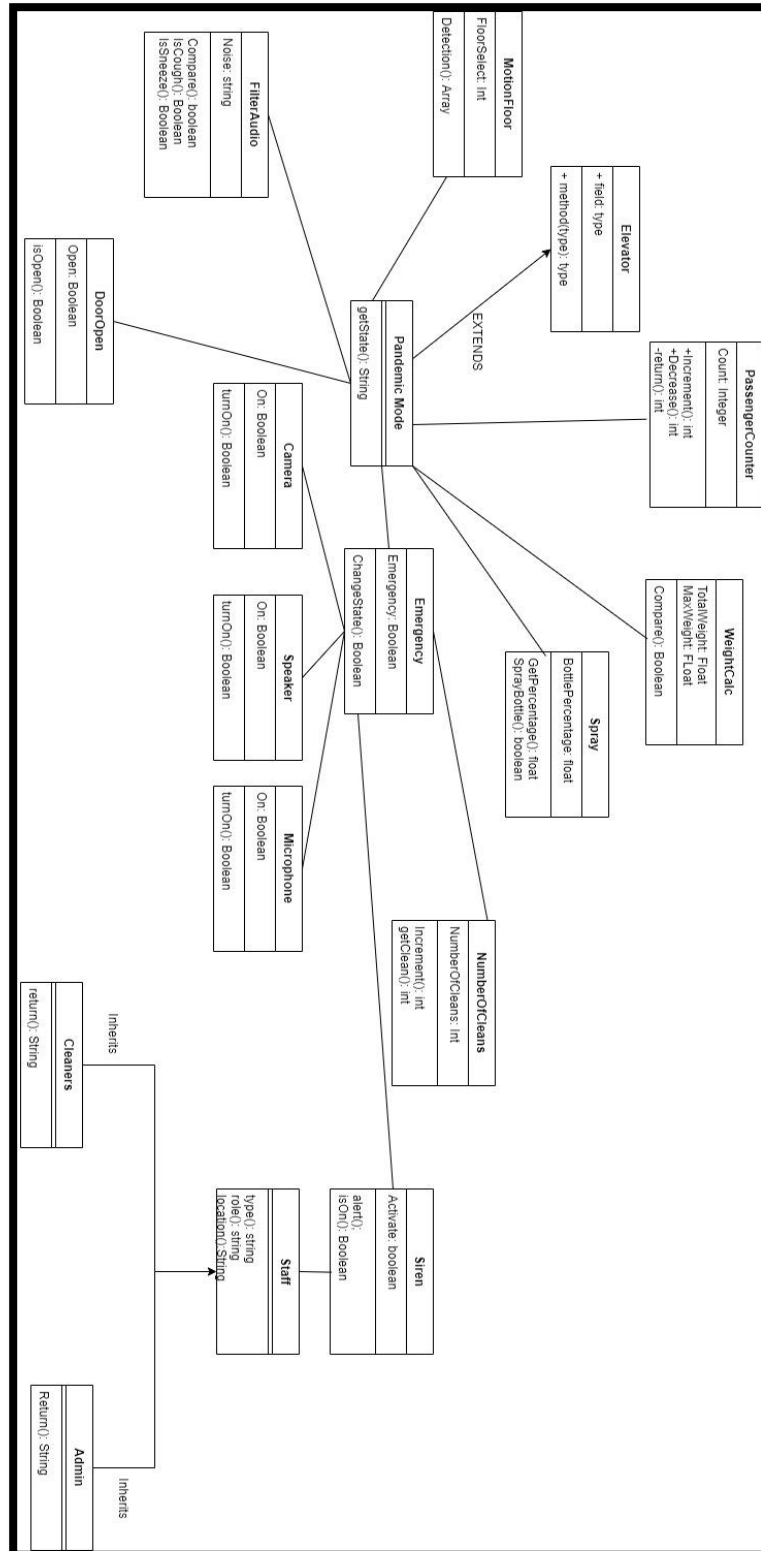 MotionFloor
FloorSelect: Int
Detection(): Array
Elevator
+ field: type
+ method(type): type
PassengerCounter
Count: Integer
+Increment(): int
+Decrease(): int
-return(): int
FilterAudio
Noise: string
Compare(): boolean
IsCough(): Boolean
IsSneeze(): Boolean
EXTENDS
Pandemic Mode
getState(): String
WeightCalc
TotalWeight: Float
MaxWeight: FLoat
Compare(): Boolean
DoorOpen
Open: Boolean
isOpen(): Boolean
Spray
BottlePercentage: float
GetPercentage(): float
SprayBottle(): boolean
Camera
On: Boolean
turnOn(): Boolean
Emergency
Emergency: Boolean
ChangeState(): Boolean
Speaker
On: Boolean
turnOn(): Boolean
Microphone
On: Boolean
turnOn(): Boolean
NumberOfCleans
NumberOfCleans: Int
Increment(): int
getClean(): int
Siren
Activate: boolean
alert();
isOn(): Boolean
Staff
type(): string
role(): string
location():String
Inherits
Cleaners
return(): String
Inherits
Admin
Return(): String